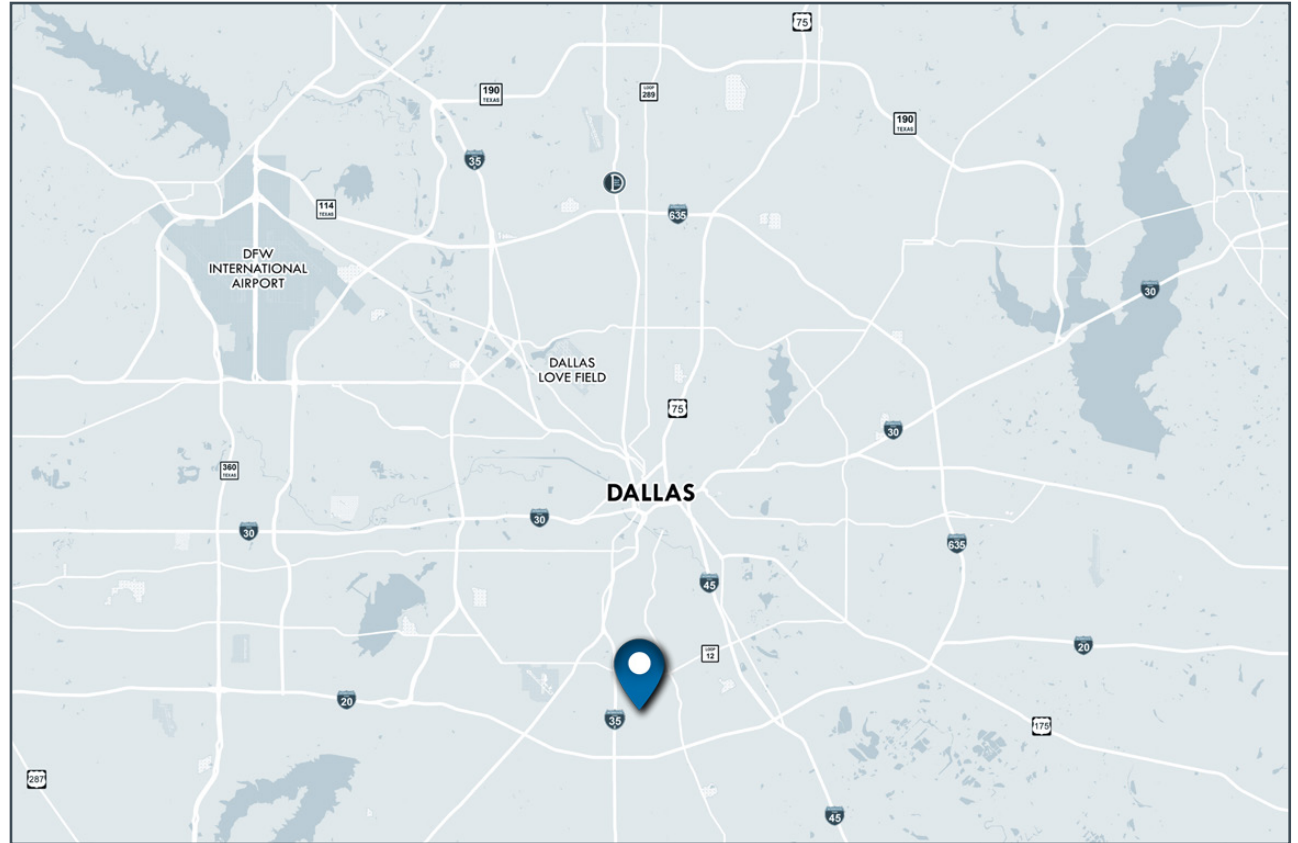 75
190
TEXAS
LOOP
289
190
TEXAS
35
114
TEXAS
635
DFW
INTERNATIONAL
AIRPORT
30
DALLAS
LOVE FIELD
75
30
360
TEXAS
DALLAS
30
30
635
45
LOOP
12
20
20
35
175
287
45